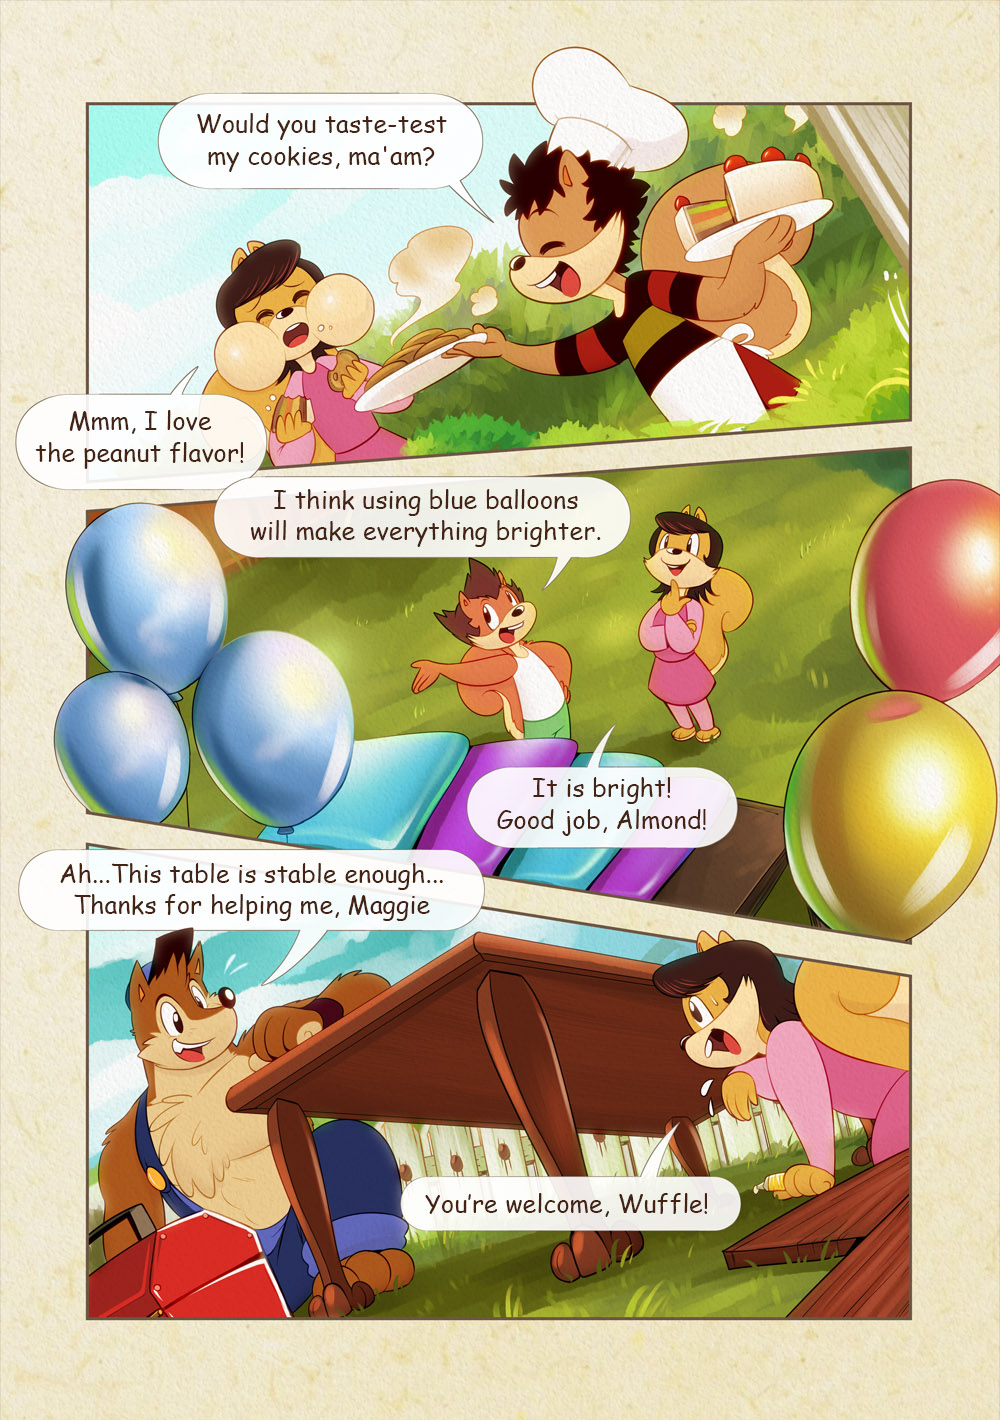 Would you taste-test
my cookies, ma'am?
Mmm, I love
the peanut flavor!
I think using blue balloons
will make everything brighter.
It is bright!
Good job, Almond!
Ah...This table is stable enough...
Thanks for helping me, Maggie
You're welcome, Wuffle!